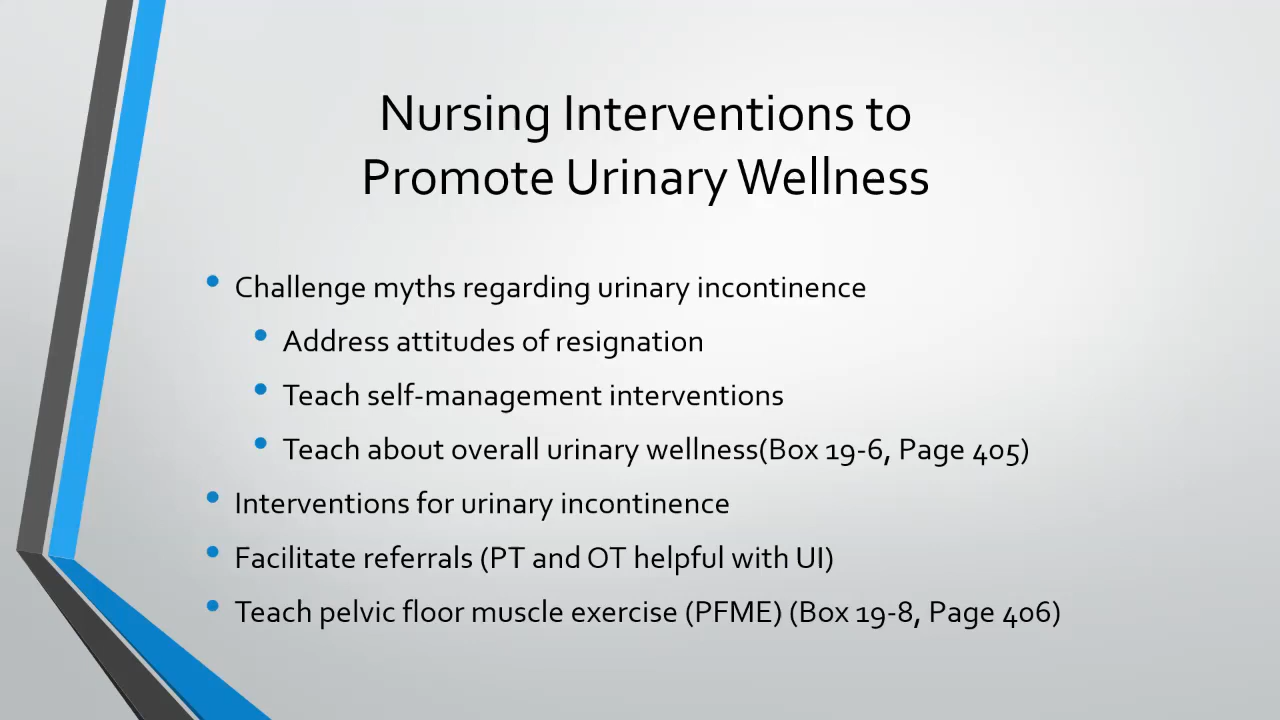 Nursing Interventions to
Promote Urinary Wellness
• Challenge myths regarding urinary incontinence
• Address attitudes of resignation
• Teach self-management interventions
• Teach about overall urinary wellness(Box 19-6, Page 405)
• Interventions for urinary incontinence
• Facilitate referrals (PT and OT helpful with UI)
• Teach pelvic floor muscle exercise (PFME) (Box 19-8, Page 406)